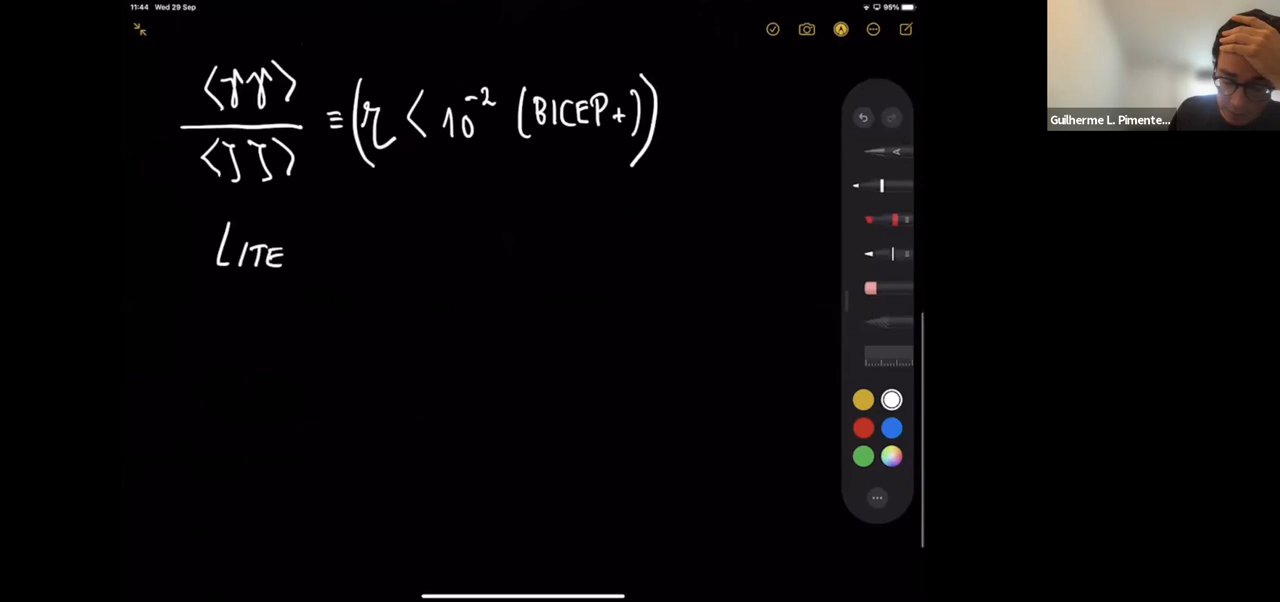 11:44 Wed 29 Sep
95%
⟨γγ⟩
⟨ζζ⟩
≡ (r < 10⁻² (BICEP+))
LITE
Guilherme L. Pimente...